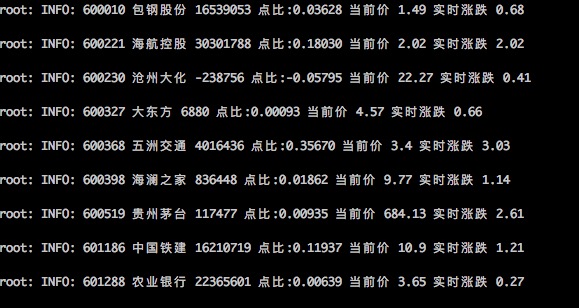 root: INFO: 600010 包钢股份 16539053 点比:0.03628 当前价 1.49 实时涨跌 0.68
root: INFO: 600221 海航控股 30301788 点比:0.18030 当前价 2.02 实时涨跌 2.02
root: INFO: 600230 沧州大化 -238756 点比:-0.05795 当前价 22.27 实时涨跌 0.41
root: INFO: 600327 大东方 6880 点比:0.00093 当前价 4.57 实时涨跌 0.66
root: INFO: 600368 五洲交通 4016436 点比:0.35670 当前价 3.4 实时涨跌 3.03
root: INFO: 600398 海澜之家 836448 点比:0.01862 当前价 9.77 实时涨跌 1.14
root: INFO: 600519 贵州茅台 117477 点比:0.00935 当前价 684.13 实时涨跌 2.61
root: INFO: 601186 中国铁建 16210719 点比:0.11937 当前价 10.9 实时涨跌 1.21
root: INFO: 601288 农业银行 22365601 点比:0.00639 当前价 3.65 实时涨跌 0.27